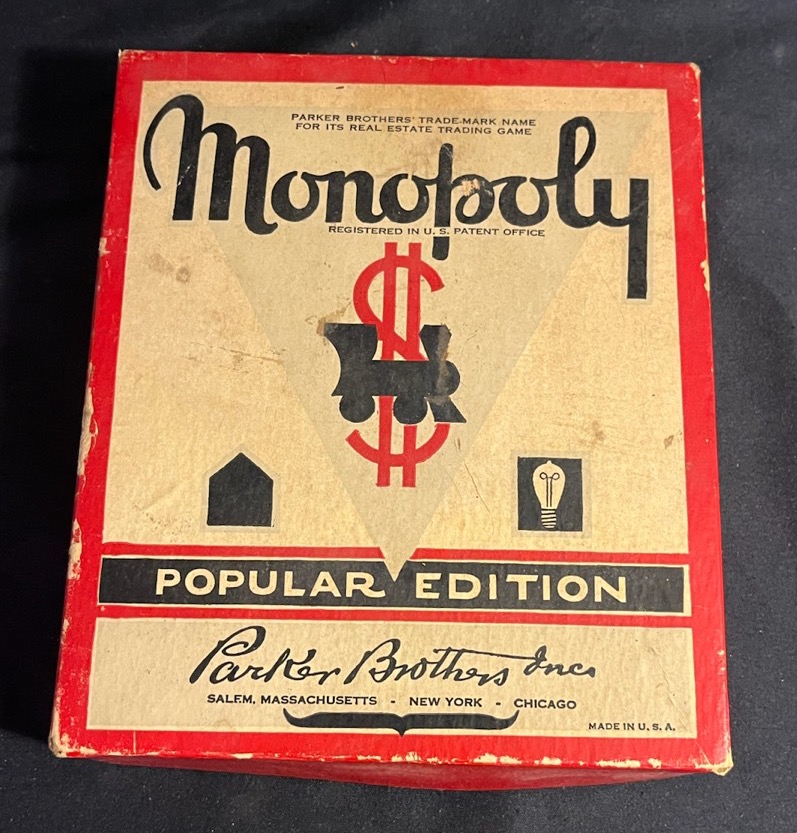 PARKER BROTHERS' TRADE-MARK NAME
FOR ITS REAL ESTATE TRADING GAME
Monopoly
REGISTERED IN U. S. PATENT OFFICE
POPULAR EDITION
Parker Brothers Inc.
SALEM, MASSACHUSETTS - NEW YORK - CHICAGO
MADE IN U. S. A.